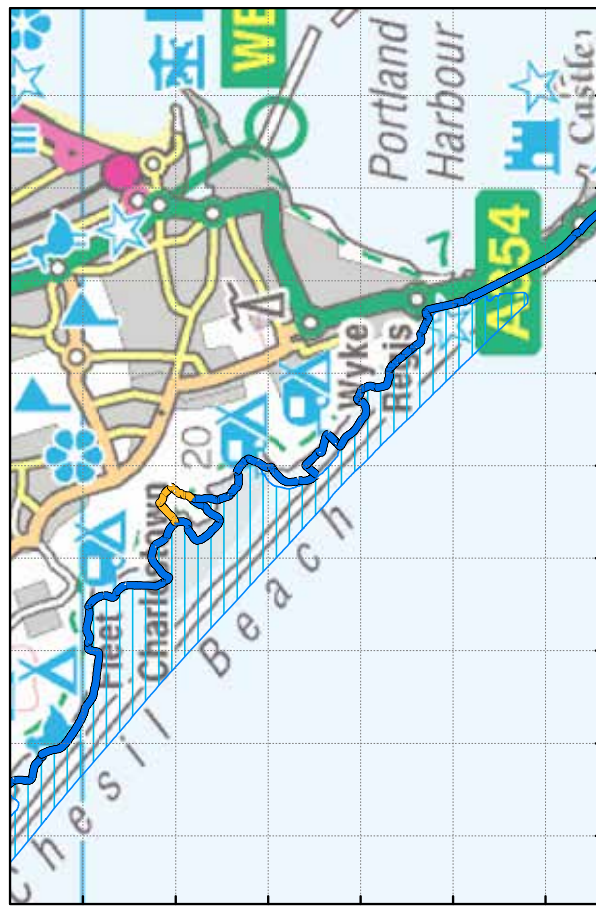 WE
Portland
Harbour
Castle
A354
7
Wyke
Regis
20
Charlestown
Fleet
Chesil Beach